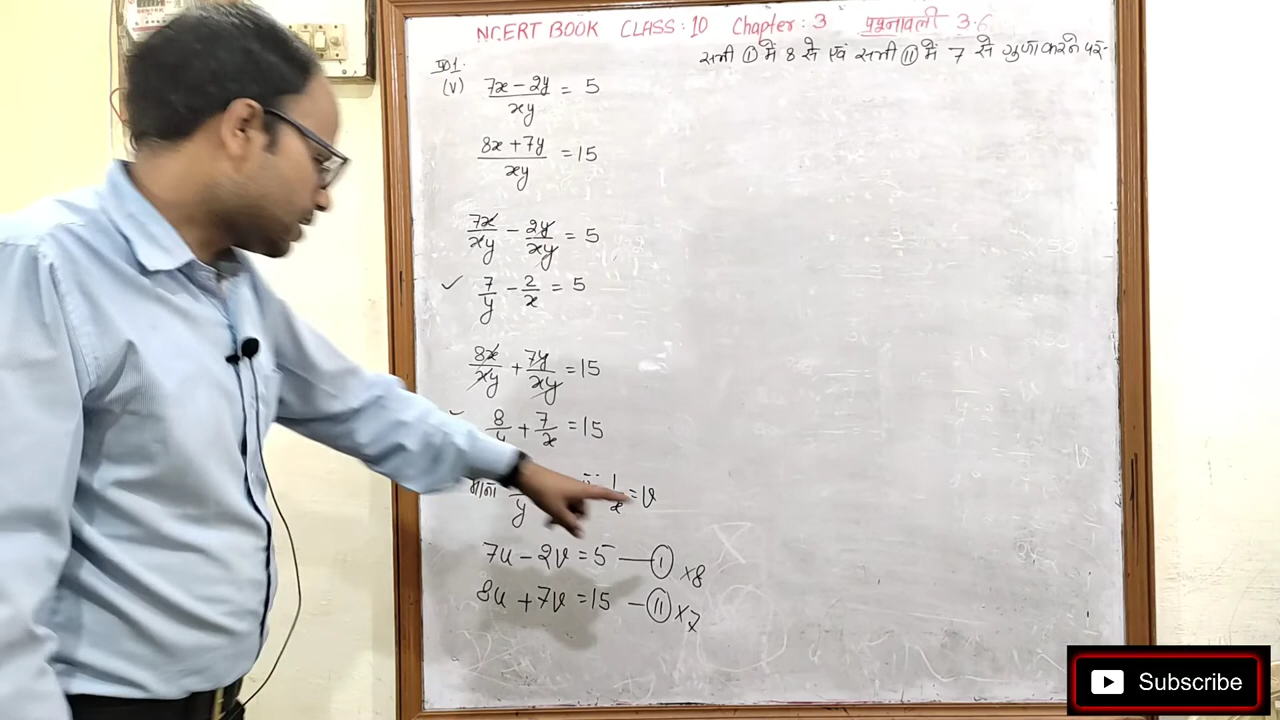 NCERT BOOK CLASS : 10 Chapter : 3 प्रश्नावली 3.6
समी ① में 8 से एवं समी ⑪ में 7 से गुणा करने पर-
प्र01.
(v) (7x - 2y)/xy = 5
(8x + 7y)/xy = 15
7x/xy - 2y/xy = 5
✓ 7/y - 2/x = 5
8x/xy + 7y/xy = 15
8/ + 7/x = 15
माना /y 1/x = v
7u - 2v = 5 — ① ×8
8u + 7v = 15 — ⑪ ×7
Subscribe